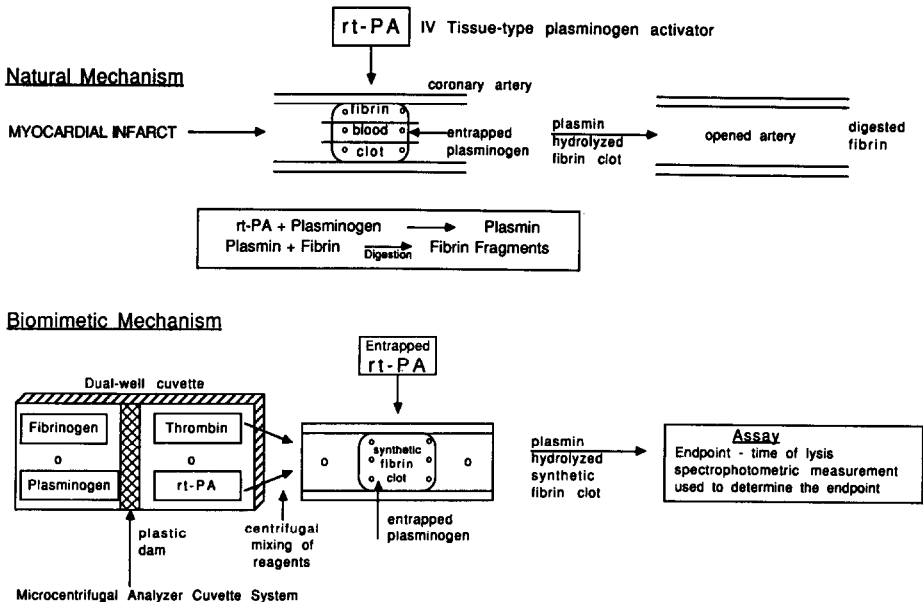 rt-PA IV Tissue-type plasminogen activator
Natural Mechanism
coronary artery
MYOCARDIAL INFARCT
fibrin
blood
clot
entrapped
plasminogen
plasmin
hydrolyzed
fibrin clot
opened artery
digested
fibrin
rt-PA + Plasminogen Plasmin
Plasmin + Fibrin Digestion Fibrin Fragments
Biomimetic Mechanism
Entrapped
rt-PA
Dual-well cuvette
Fibrinogen
Plasminogen
Thrombin
rt-PA
synthetic
fibrin
clot
plasmin
hydrolyzed
synthetic
fibrin clot
Assay
Endpoint - time of lysis
spectrophotometric measurement
used to determine the endpoint
plastic
dam
centrifugal
mixing of
reagents
entrapped
plasminogen
Microcentrifugal Analyzer Cuvette System